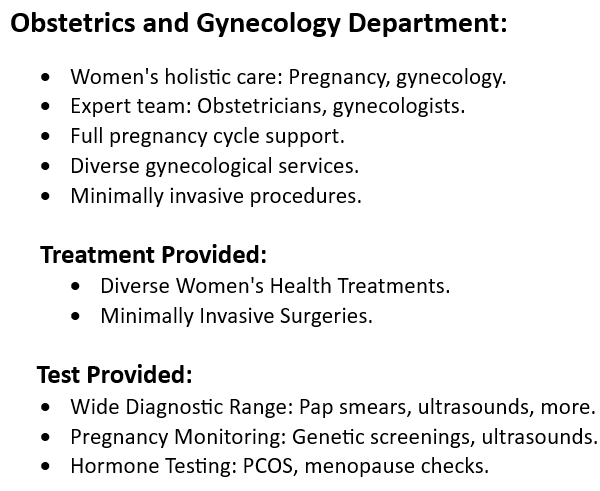 Obstetrics and Gynecology Department:
• Women's holistic care: Pregnancy, gynecology.
• Expert team: Obstetricians, gynecologists.
• Full pregnancy cycle support.
• Diverse gynecological services.
• Minimally invasive procedures.
Treatment Provided:
• Diverse Women's Health Treatments.
• Minimally Invasive Surgeries.
Test Provided:
• Wide Diagnostic Range: Pap smears, ultrasounds, more.
• Pregnancy Monitoring: Genetic screenings, ultrasounds.
• Hormone Testing: PCOS, menopause checks.